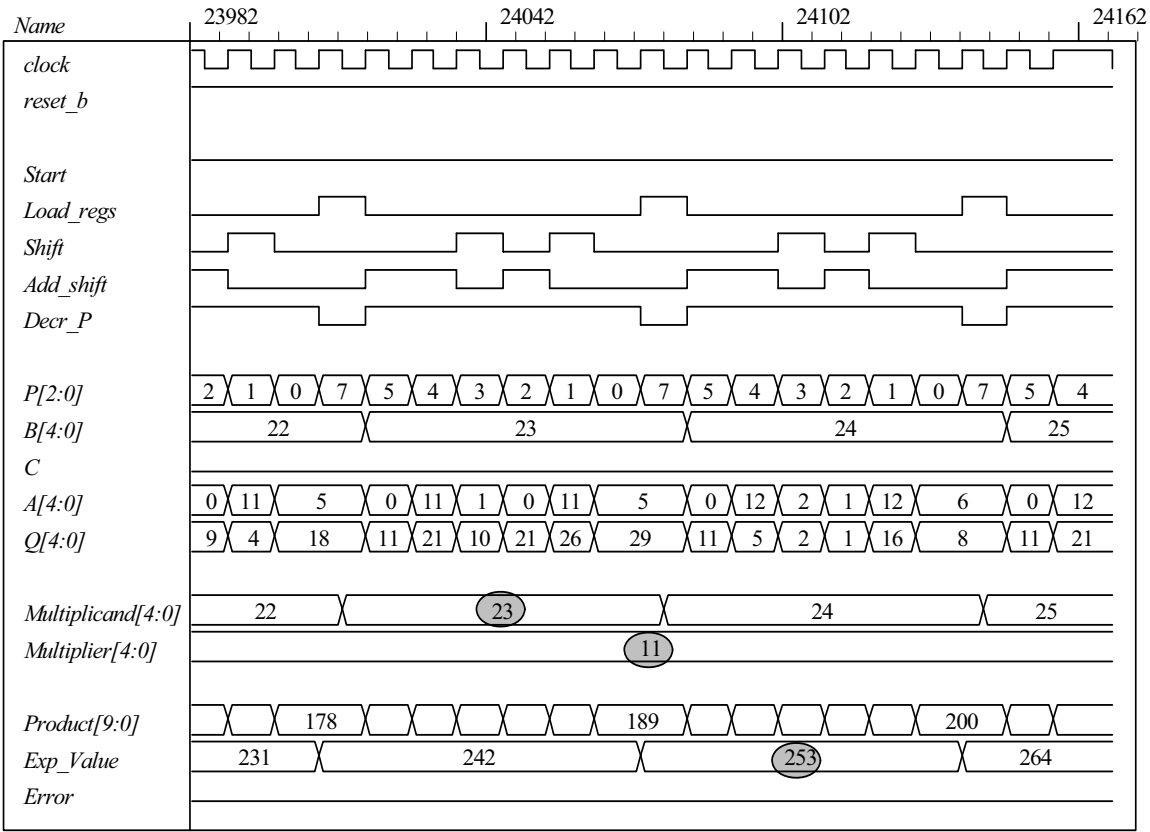 Name 23982 24042 24102 24162
clock
reset_b
Start
Load_regs
Shift
Add_shift
Decr_P
P[2:0] 2 1 0 7 5 4 3 2 1 0 7 5 4 3 2 1 0 7 5 4
B[4:0] 22 23 24 25
C
A[4:0] 0 11 5 0 11 1 0 11 5 0 12 2 1 12 6 0 12
Q[4:0] 9 4 18 11 21 10 21 26 29 11 5 2 1 16 8 11 21
Multiplicand[4:0] 22 23 24 25
Multiplier[4:0] 11
Product[9:0] 178 189 200
Exp_Value 231 242 253 264
Error